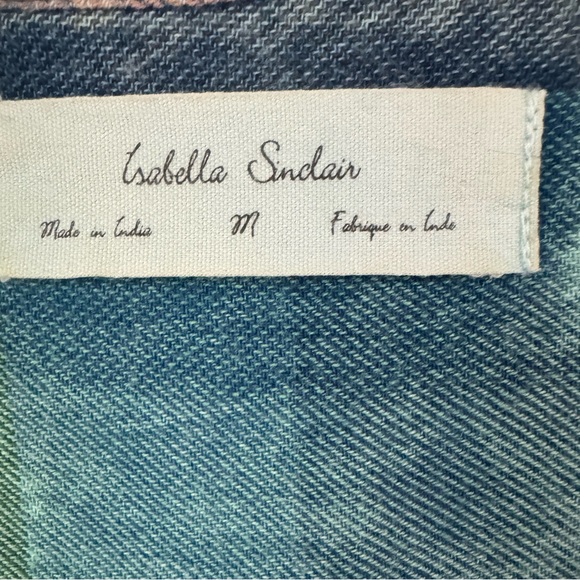 Isabella Sinclair
Made in India M Fabrique en Inde